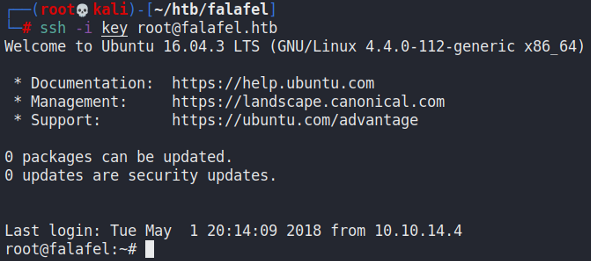 ┌──(root💀kali)-[~/htb/falafel]
└─# ssh -i key root@falafel.htb
Welcome to Ubuntu 16.04.3 LTS (GNU/Linux 4.4.0-112-generic x86_64)
* Documentation:  https://help.ubuntu.com
* Management:     https://landscape.canonical.com
* Support:        https://ubuntu.com/advantage
0 packages can be updated.
0 updates are security updates.
Last login: Tue May  1 20:14:09 2018 from 10.10.14.4
root@falafel:~#